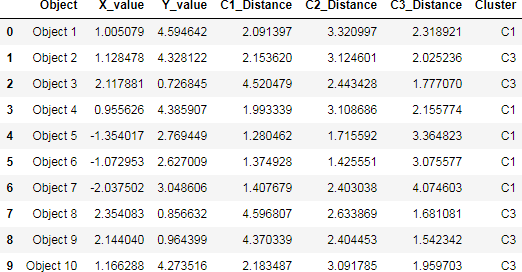 Object X_value Y_value C1_Distance C2_Distance C3_Distance Cluster
0 Object 1 1.005079 4.594642 2.091397 3.320997 2.318921 C1
1 Object 2 1.128478 4.328122 2.153620 3.124601 2.025236 C3
2 Object 3 2.117881 0.726845 4.520479 2.443428 1.777070 C3
3 Object 4 0.955626 4.385907 1.993339 3.108686 2.155774 C1
4 Object 5 -1.354017 2.769449 1.280462 1.715592 3.364823 C1
5 Object 6 -1.072953 2.627009 1.374928 1.425551 3.075577 C1
6 Object 7 -2.037502 3.048606 1.407679 2.403038 4.074603 C1
7 Object 8 2.354083 0.856632 4.596807 2.633869 1.681081 C3
8 Object 9 2.144040 0.964399 4.370339 2.404453 1.542342 C3
9 Object 10 1.166288 4.273516 2.183487 3.091785 1.959703 C3